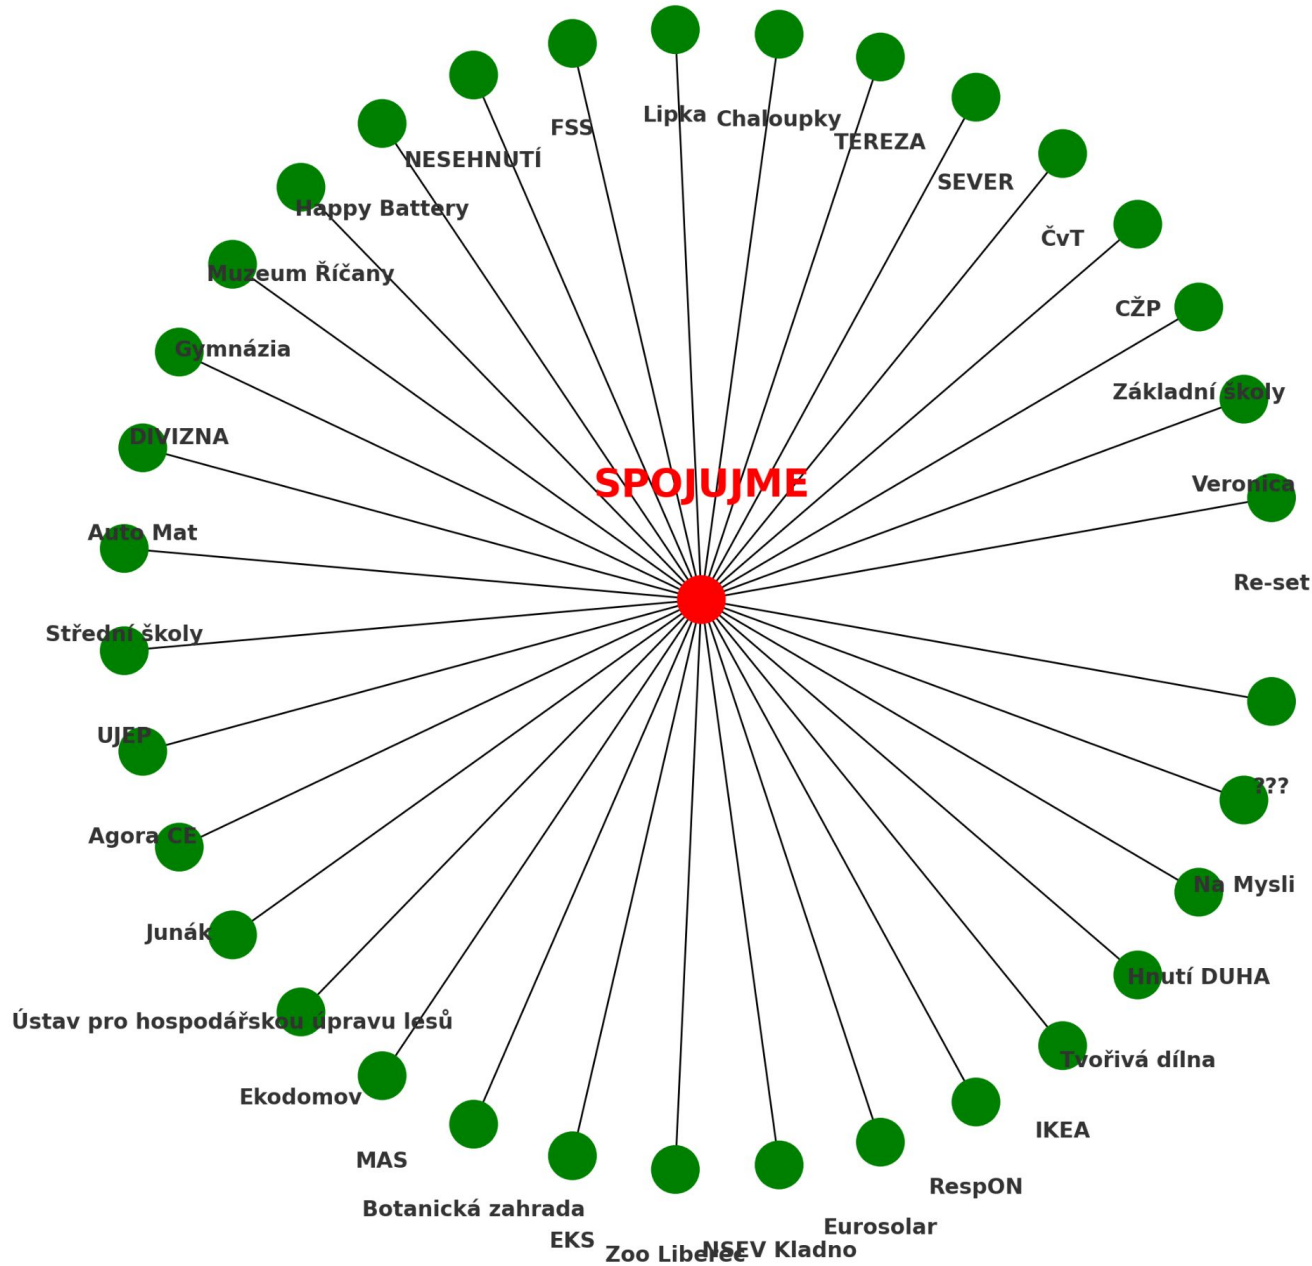 Lipka
Chaloupky
FSS
TEREZA
NESEHNUTÍ
SEVER
Happy Battery
ČvT
Muzeum Říčany
CŽP
Gymnázia
Základní školy
DIVIZNA
SPOJUJME
Veronica
Auto Mat
Re-set
Střední školy
UJEP
???
Agora CE
Na Mysli
Junák
Hnutí DUHA
Ústav pro hospodářskou úpravu lesů
Tvořivá dílna
Ekodomov
IKEA
MAS
RespON
Botanická zahrada
Eurosolar
EKS
NSEV Kladno
Zoo Liberec